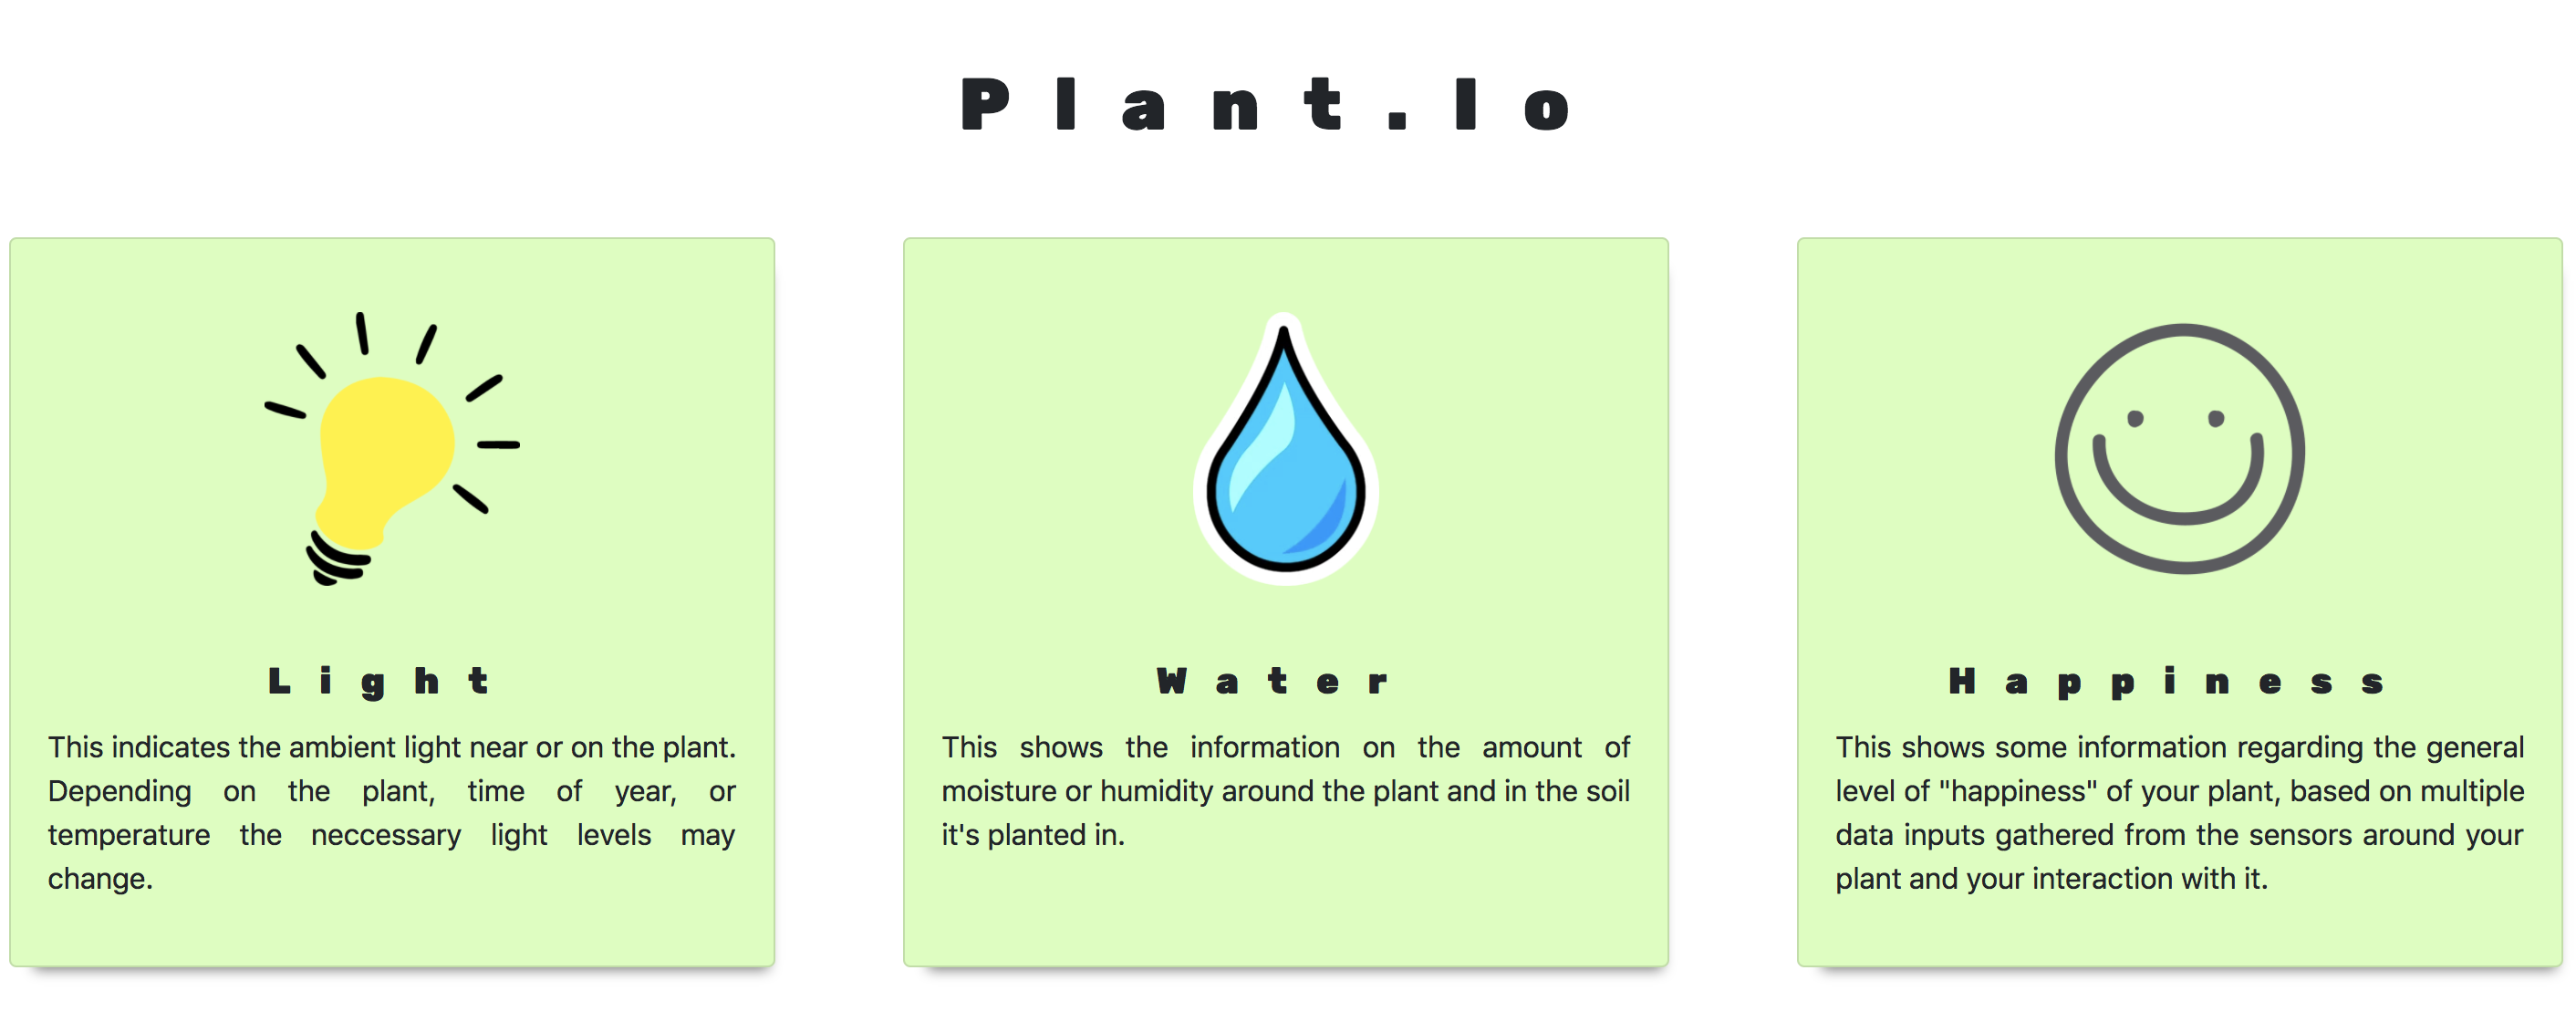 Plant.Io
Light
This indicates the ambient light near or on the plant.
Depending on the plant, time of year, or
temperature the neccessary light levels may
change.
Water
This shows the information on the amount of
moisture or humidity around the plant and in the soil
it's planted in.
Happiness
This shows some information regarding the general
level of "happiness" of your plant, based on multiple
data inputs gathered from the sensors around your
plant and your interaction with it.